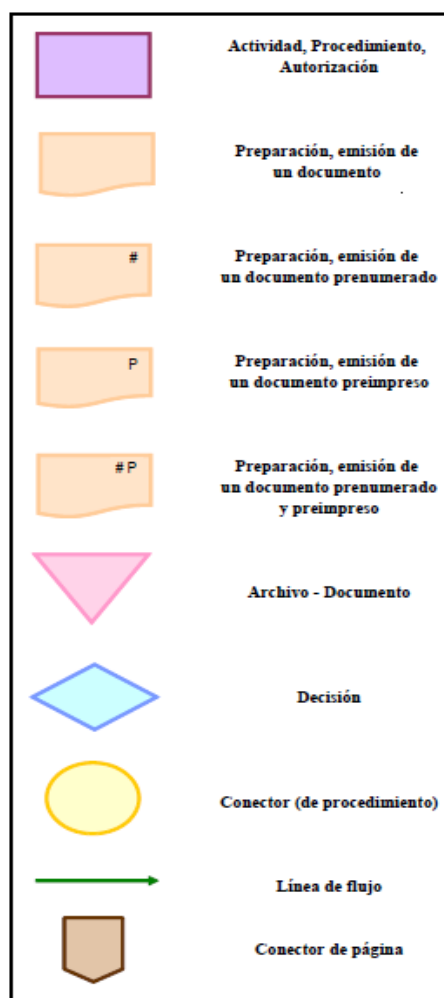 Actividad, Procedimiento,
Autorización
Preparación, emisión de
un documento
.
#
Preparación, emisión de
un documento prenumerado
P
Preparación, emisión de
un documento preimpreso
# P
Preparación, emisión de
un documento prenumerado
y preimpreso
Archivo - Documento
Decisión
Conector (de procedimiento)
Línea de flujo
Conector de página